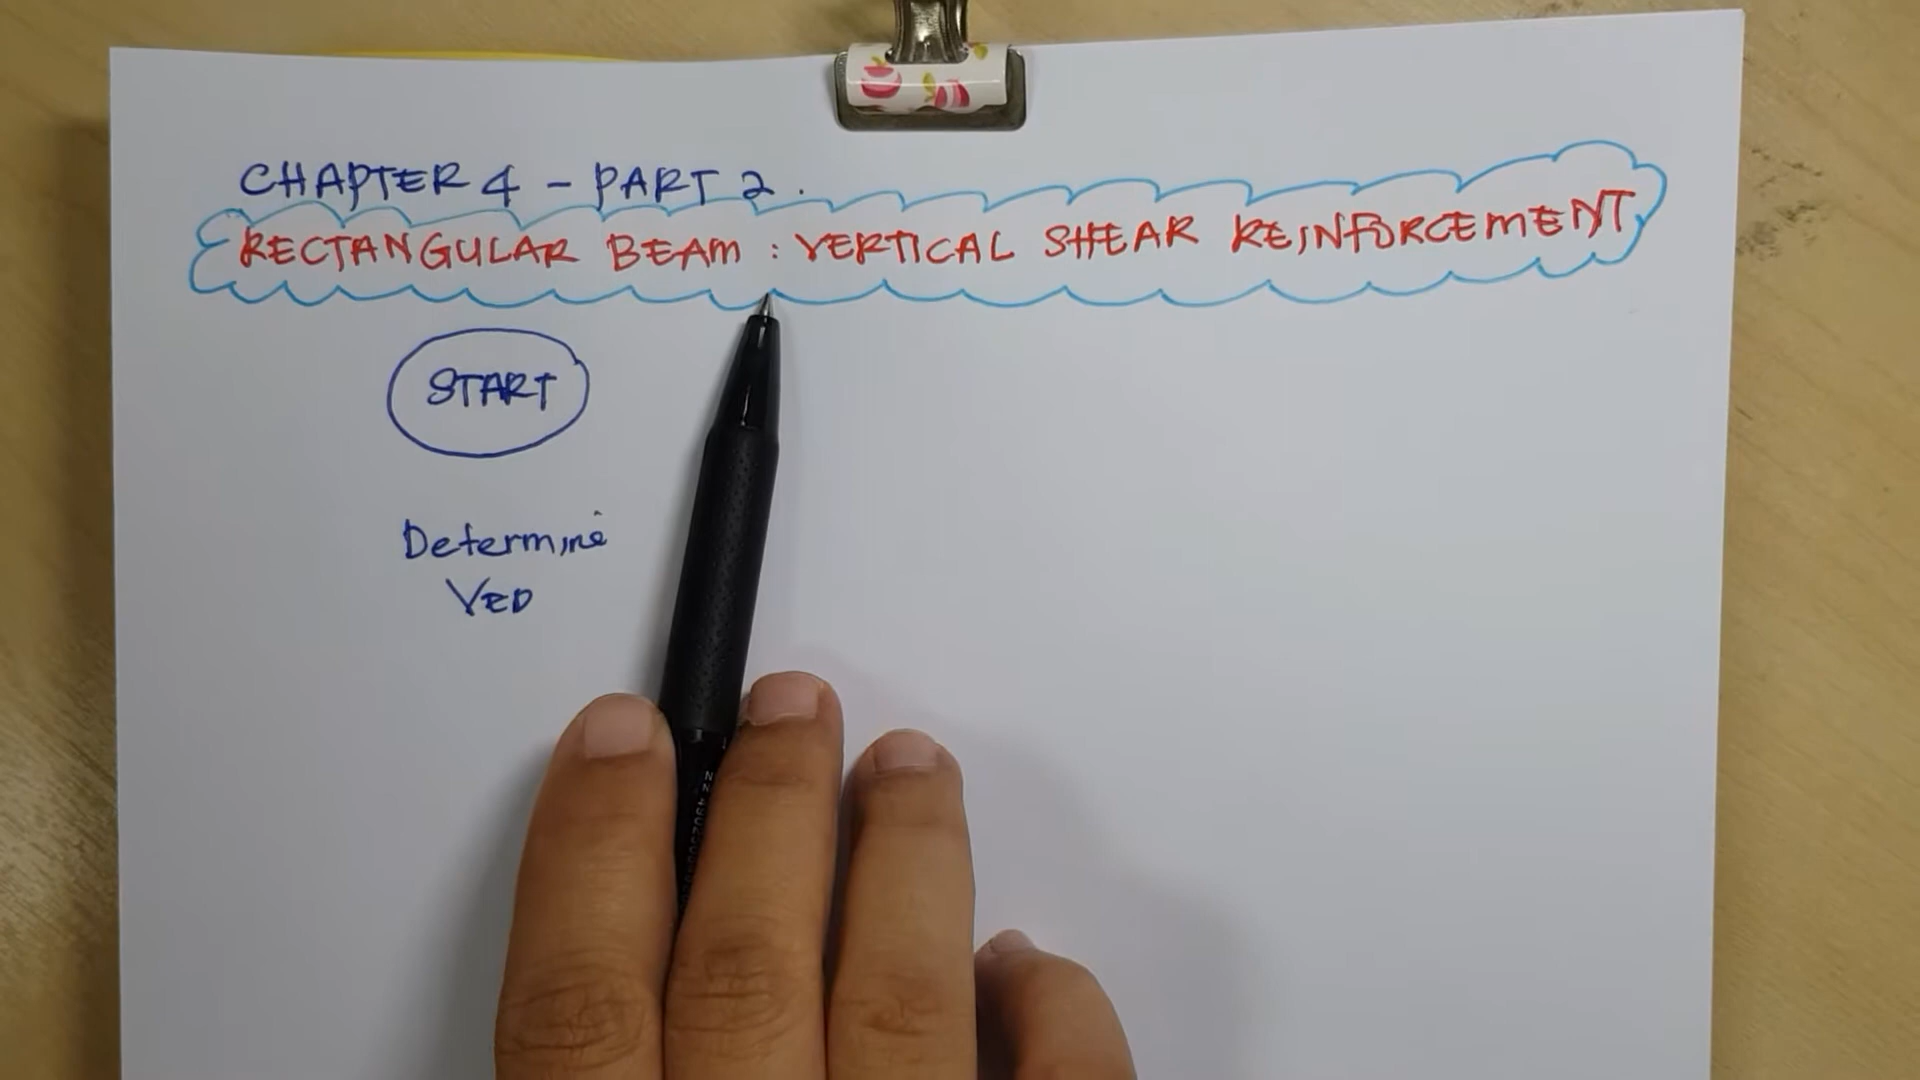 CHAPTER 4 - PART 2.
RECTANGULAR BEAM : VERTICAL SHEAR REINFORCEMENT
START
Determine
VED